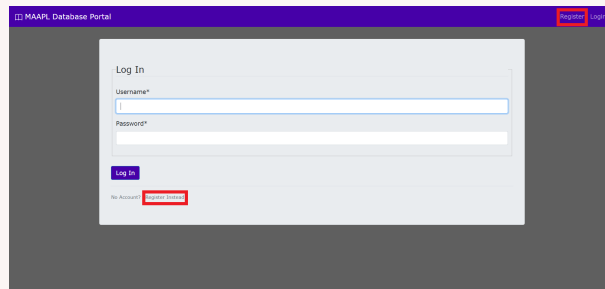 MAAPL Database Portal
Register Login
Log In
Username*
Password*
Log In
No Account? Register Instead